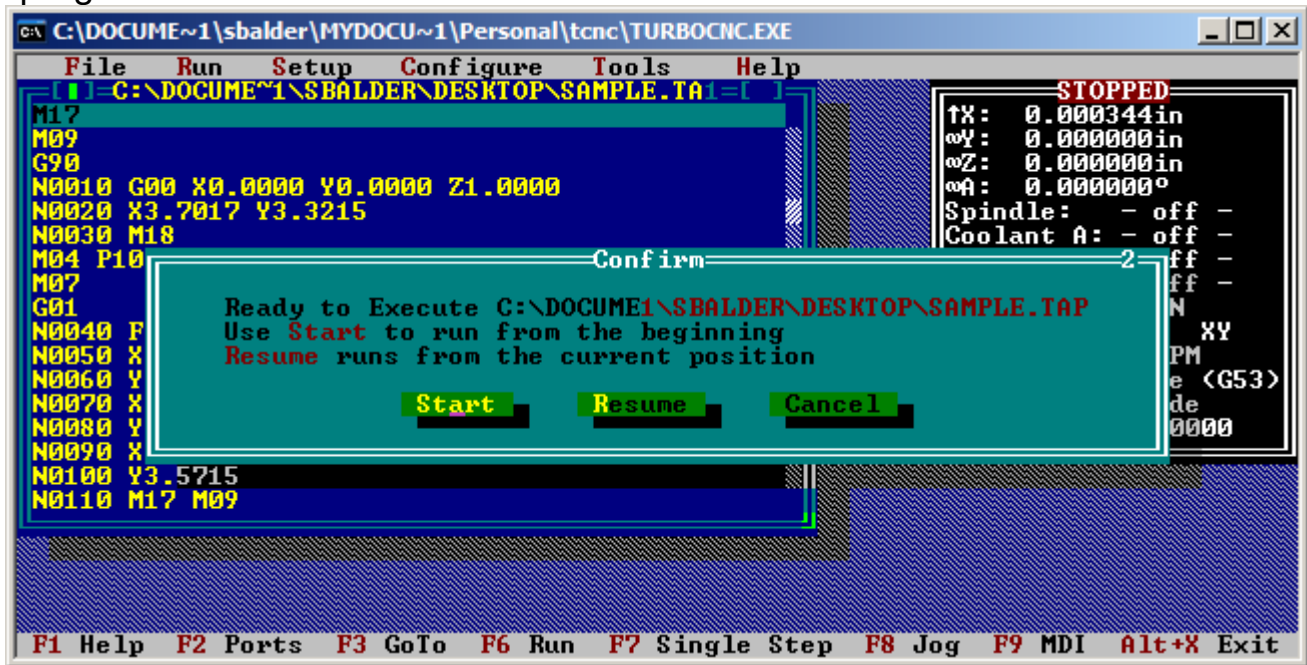 C:\DOCUME~1\sbalder\MYDOCU~1\Personal\tcnc\TURBOCNC.EXE
File Run Setup Configure Tools Help
C:\DOCUME~1\SBALDER\DESKTOP\SAMPLE.TA1
M17
M09
G90
N0010 G00 X0.0000 Y0.0000 Z1.0000
N0020 X3.7017 Y3.3215
N0030 M18
M04 P10
M07
G01
N0040 F
N0050 X
N0060 Y
N0070 X
N0080 Y
N0090 X
N0100 Y3.5715
N0110 M17 M09
STOPPED
↑X: 0.000344in
∞Y: 0.000000in
∞Z: 0.000000in
∞A: 0.000000º
Spindle: - off -
Coolant A: - off -
ff -
ff -
N
XY
PM
e (G53)
de
0000
Confirm 2
Ready to Execute C:\DOCUME1\SBALDER\DESKTOP\SAMPLE.TAP
Use Start to run from the beginning
Resume runs from the current position
Start Resume Cancel
F1 Help F2 Ports F3 GoTo F6 Run F7 Single Step F8 Jog F9 MDI Alt+X Exit